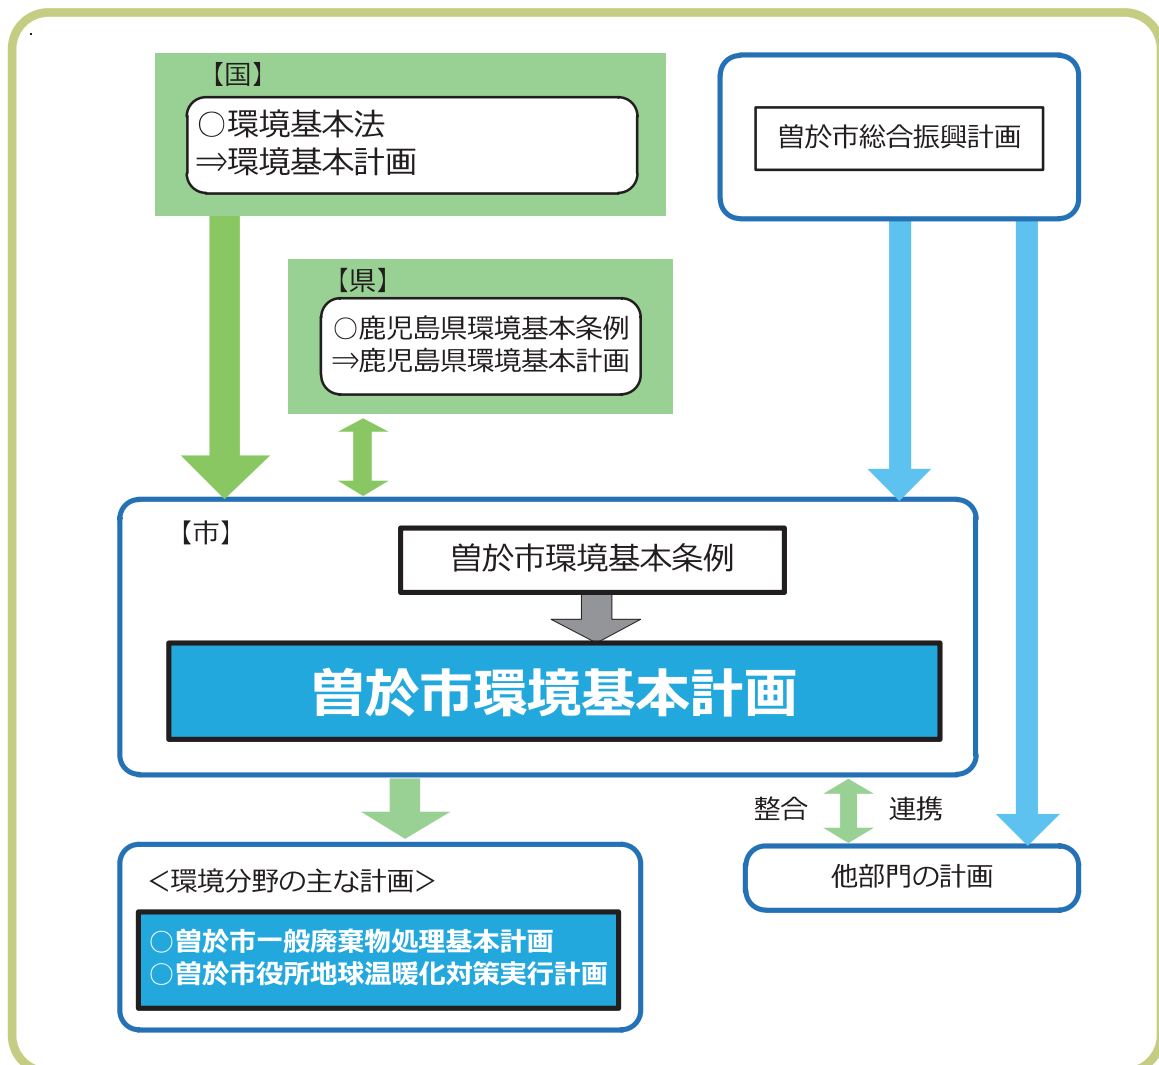 【国】
○環境基本法
⇒環境基本計画
曽於市総合振興計画
【県】
○鹿児島県環境基本条例
⇒鹿児島県環境基本計画
【市】
曽於市環境基本条例
曽於市環境基本計画
整合 連携
他部門の計画
＜環境分野の主な計画＞
○曽於市一般廃棄物処理基本計画
○曽於市役所地球温暖化対策実行計画